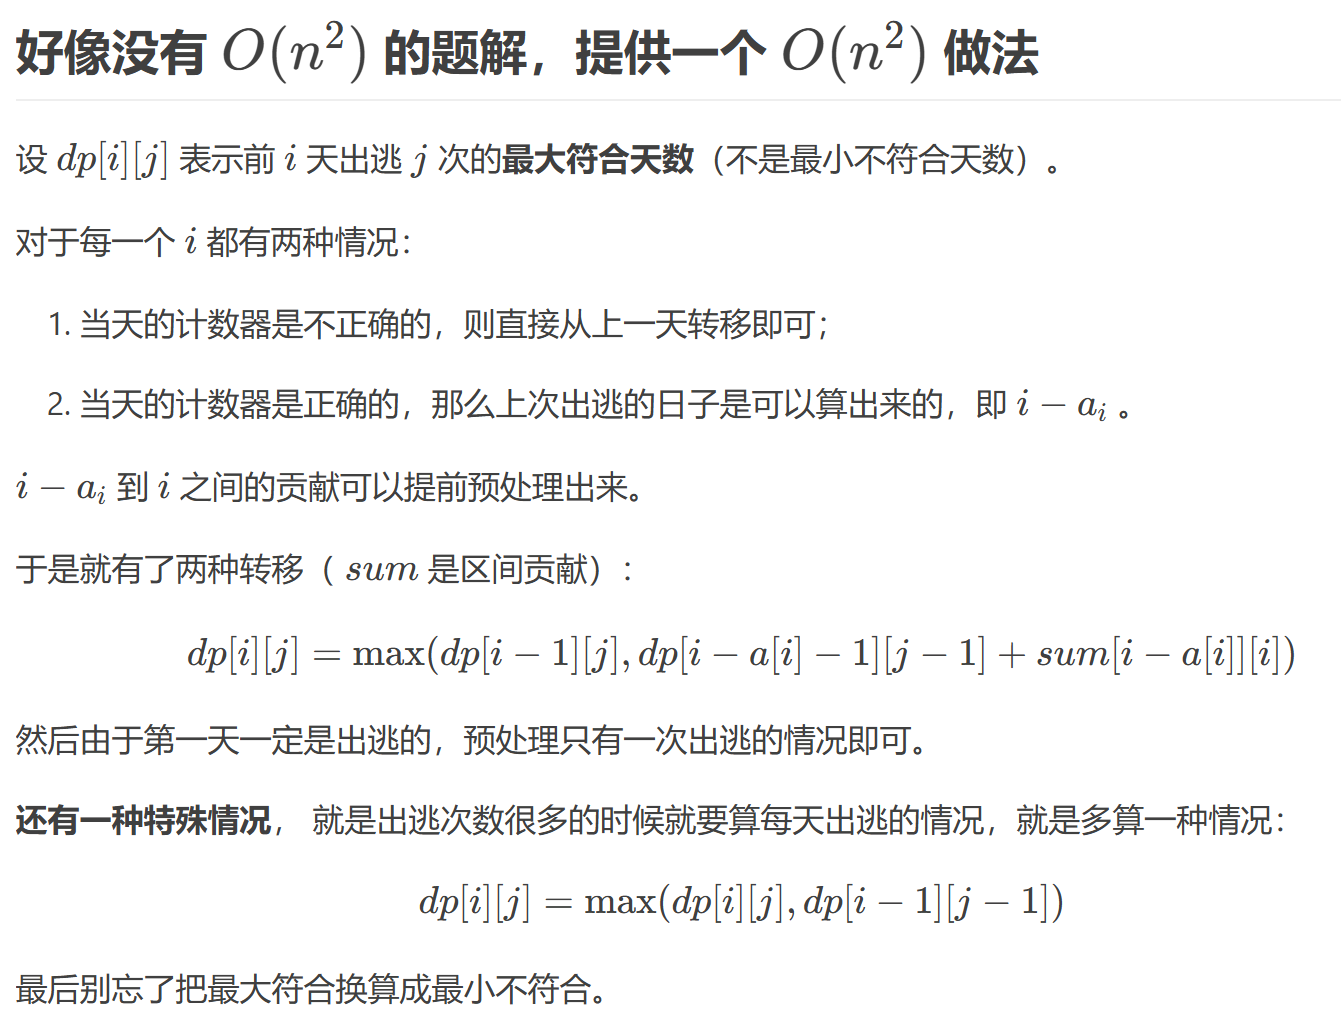 好像没有 O(n²) 的题解，提供一个 O(n²) 做法
设 dp[i][j] 表示前 i 天出逃 j 次的最大符合天数（不是最小不符合天数）。
对于每一个 i 都有两种情况：
1. 当天的计数器是不正确的，则直接从上一天转移即可；
2. 当天的计数器是正确的，那么上次出逃的日子是可以算出来的，即 i − aᵢ 。
i − aᵢ 到 i 之间的贡献可以提前预处理出来。
于是就有了两种转移（ sum 是区间贡献）：
dp[i][j] = max(dp[i − 1][j], dp[i − a[i] − 1][j − 1] + sum[i − a[i]][i])
然后由于第一天一定是出逃的，预处理只有一次出逃的情况即可。
还有一种特殊情况， 就是出逃次数很多的时候就要算每天出逃的情况，就是多算一种情况：
dp[i][j] = max(dp[i][j], dp[i − 1][j − 1])
最后别忘了把最大符合换算成最小不符合。